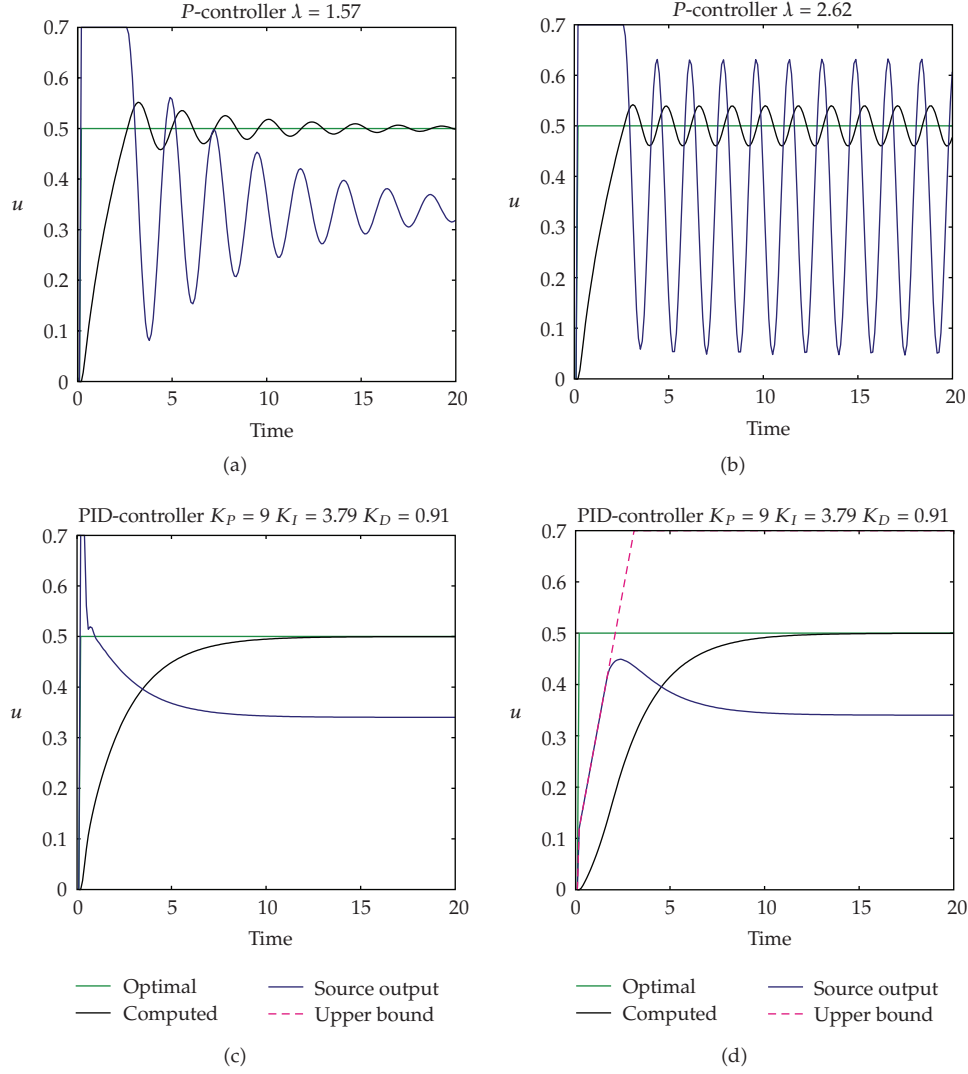 P-controller λ = 1.57
P-controller λ = 2.62
0.7
0.6
0.5
0.4
0.3
0.2
0.1
0
u
0 5 10 15 20
Time
(a)
0.7
0.6
0.5
0.4
0.3
0.2
0.1
0
u
0 5 10 15 20
Time
(b)
PID-controller K_P = 9 K_I = 3.79 K_D = 0.91
0.7
0.6
0.5
0.4
0.3
0.2
0.1
0
u
0 5 10 15 20
Time
PID-controller K_P = 9 K_I = 3.79 K_D = 0.91
0.7
0.6
0.5
0.4
0.3
0.2
0.1
0
u
0 5 10 15 20
Time
Optimal
Computed
Source output
Upper bound
(c)
Optimal
Computed
Source output
Upper bound
(d)